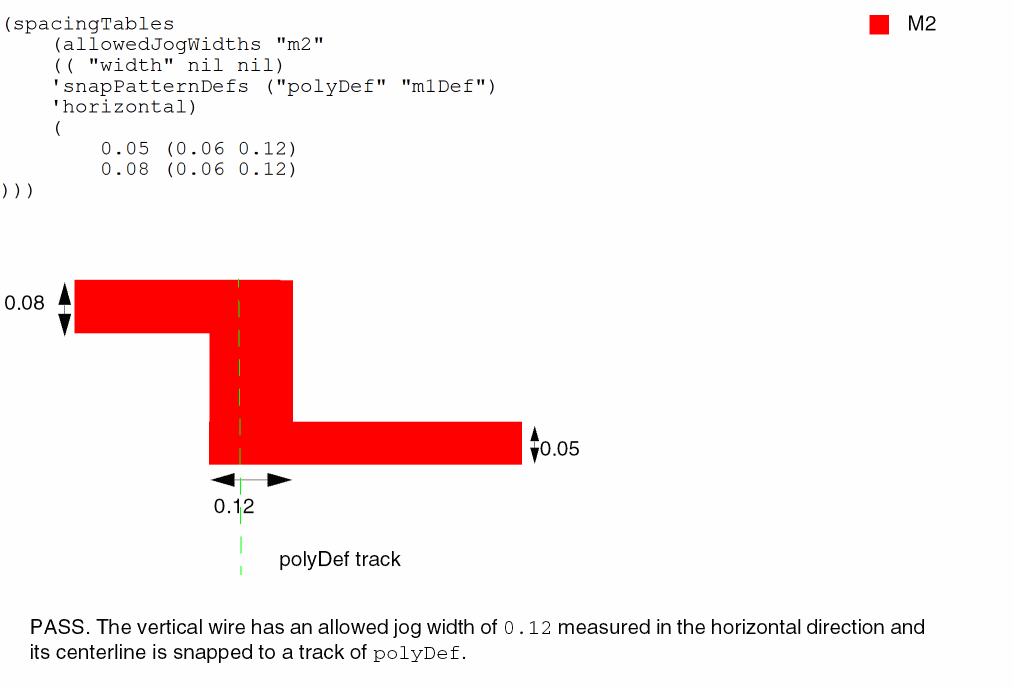 (spacingTables
(allowedJogWidths "m2"
(( "width" nil nil)
'snapPatternDefs ("polyDef" "m1Def")
'horizontal)
(
0.05 (0.06 0.12)
0.08 (0.06 0.12)
)))
M2
0.08
0.05
0.12
polyDef track
PASS. The vertical wire has an allowed jog width of 0.12 measured in the horizontal direction and
its centerline is snapped to a track of polyDef.